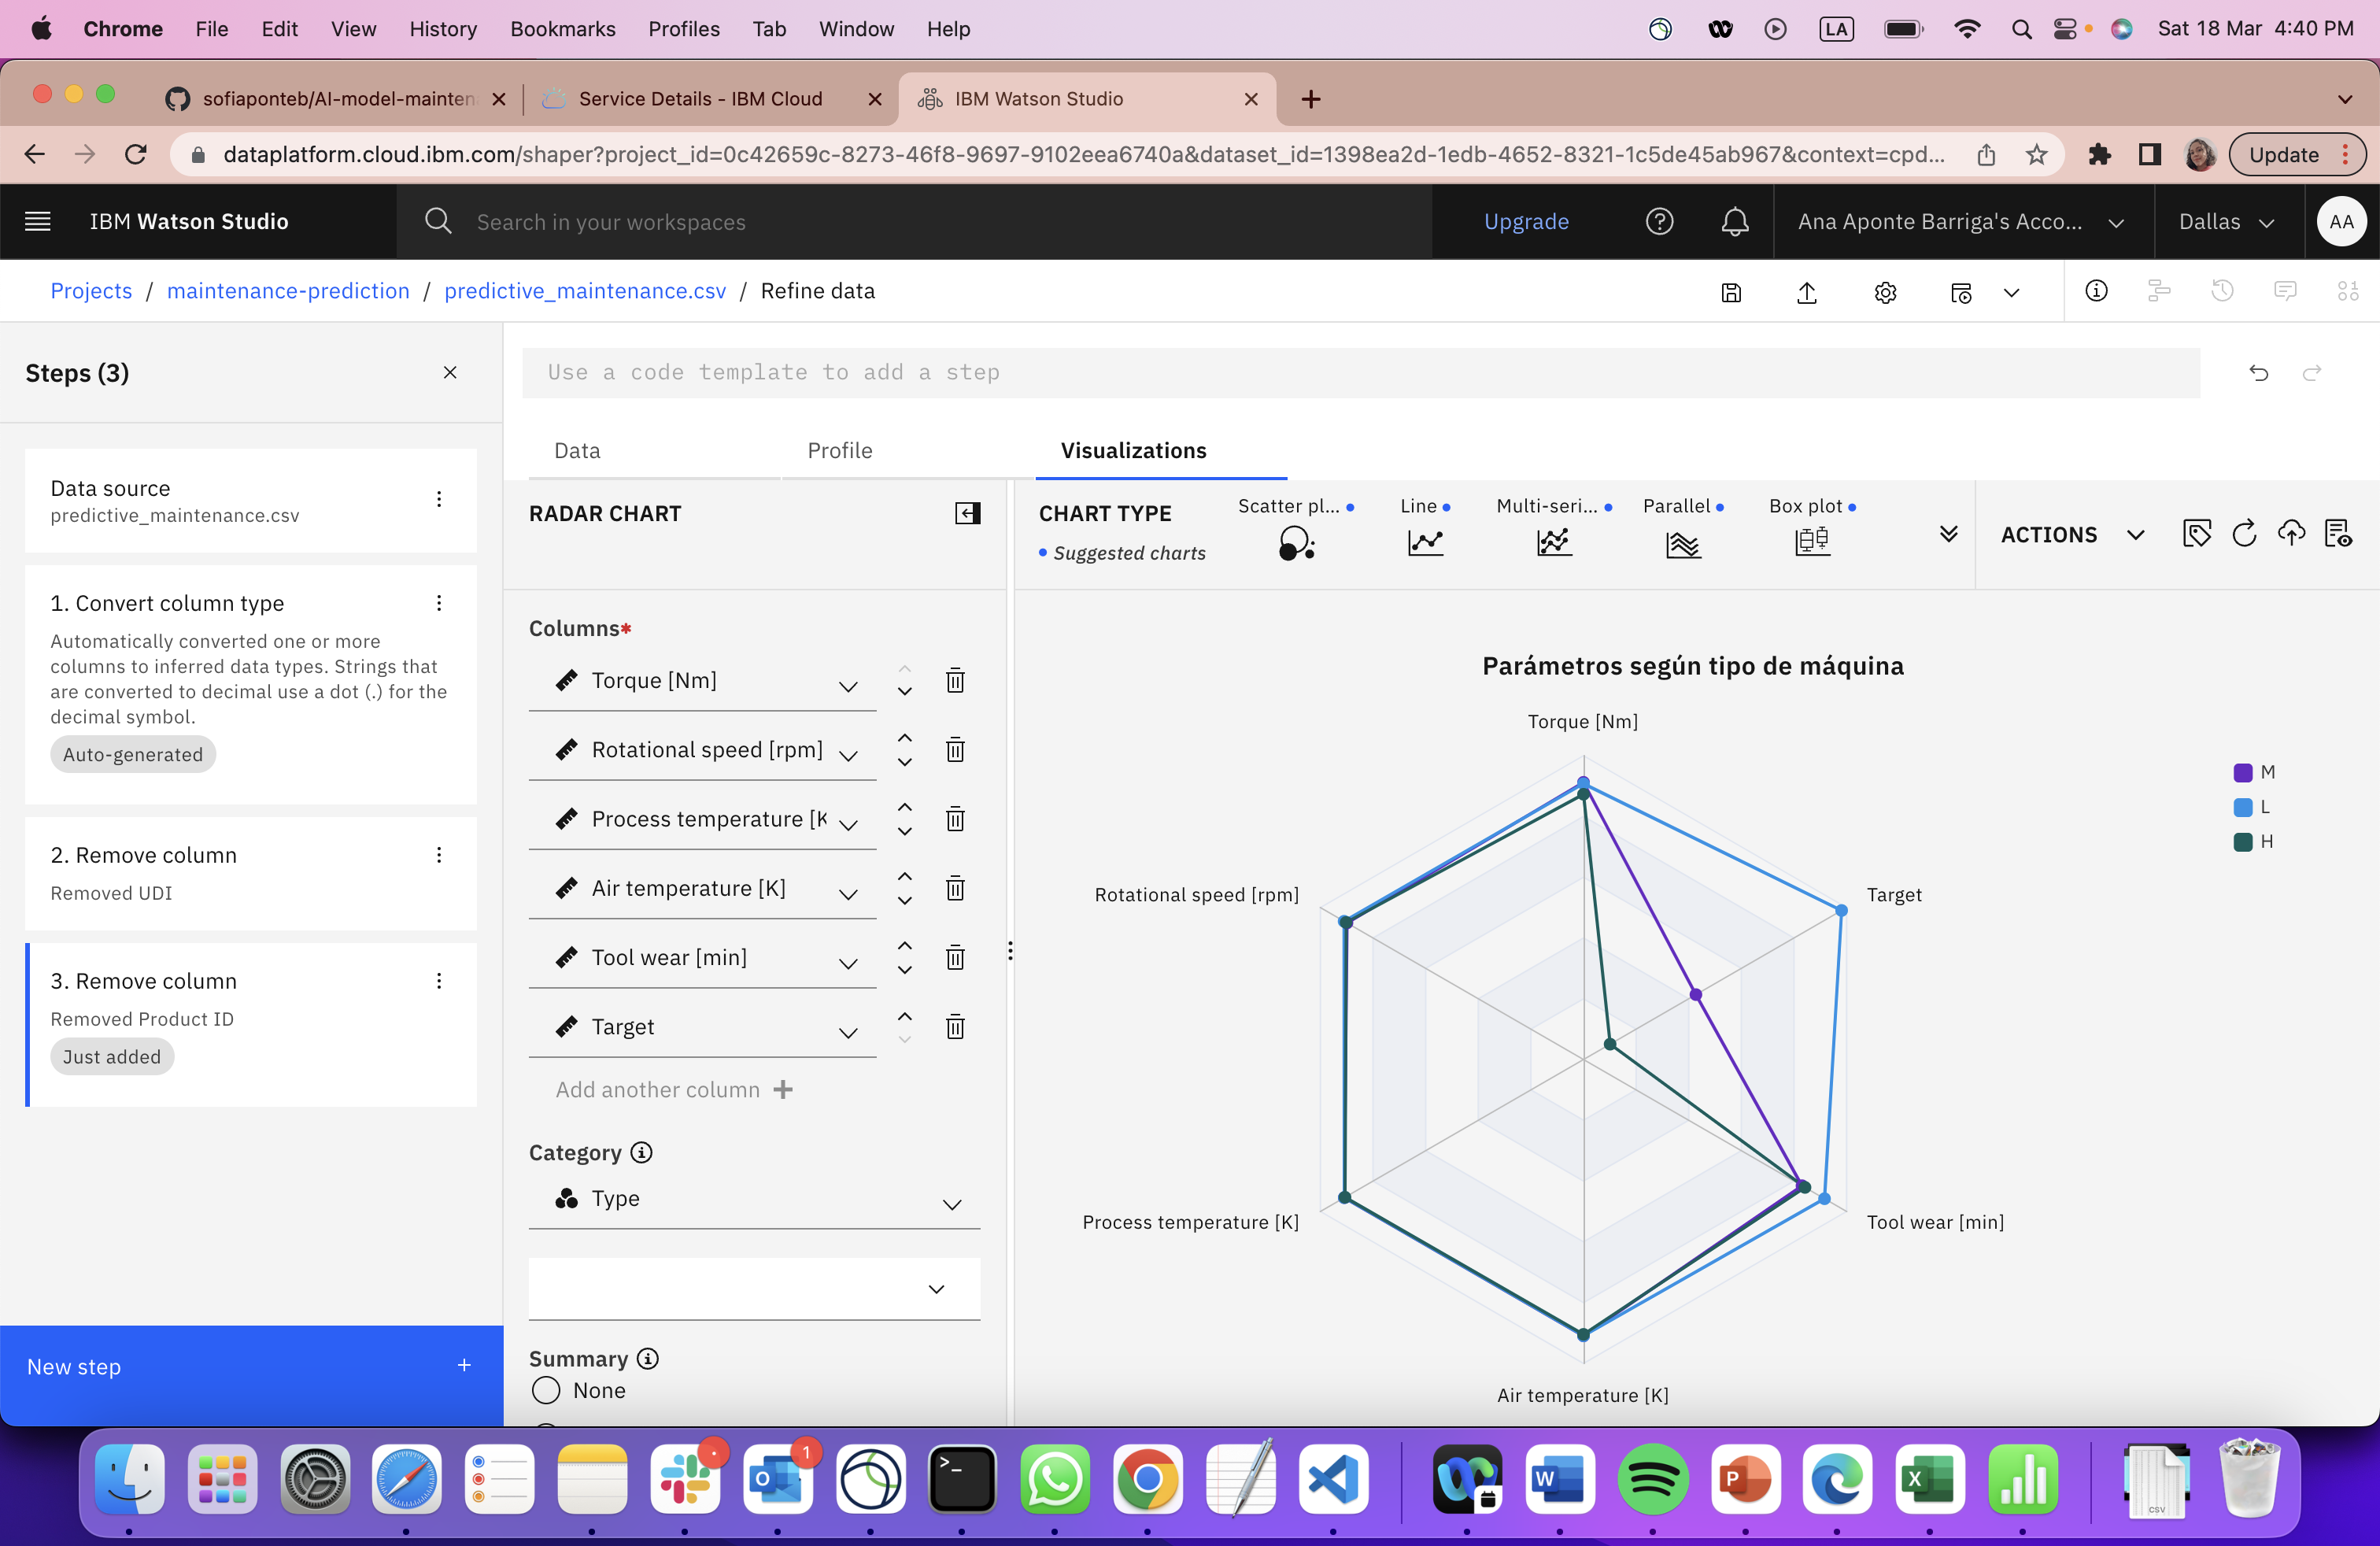 Chrome File Edit View History Bookmarks Profiles Tab Window Help LA Sat 18 Mar 4:40 PM
sofiaponteb/AI-model-mainten Service Details - IBM Cloud IBM Watson Studio
dataplatform.cloud.ibm.com/shaper?project_id=0c42659c-8273-46f8-9697-9102eea6740a&dataset_id=1398ea2d-1edb-4652-8321-1c5de45ab967&context=cpd... Update
IBM Watson Studio Search in your workspaces Upgrade Ana Aponte Barriga's Acco... Dallas AA
Projects / maintenance-prediction / predictive_maintenance.csv / Refine data
Steps (3)
Data source
predictive_maintenance.csv
1. Convert column type
Automatically converted one or more
columns to inferred data types. Strings that
are converted to decimal use a dot (.) for the
decimal symbol.
Auto-generated
2. Remove column
Removed UDI
3. Remove column
Removed Product ID
Just added
New step +
Use a code template to add a step
Data Profile Visualizations
RADAR CHART
Columns*
Torque [Nm]
Rotational speed [rpm]
Process temperature [K
Air temperature [K]
Tool wear [min]
Target
Add another column +
Category
Type
Summary
None
CHART TYPE
Suggested charts
Scatter pl... Line Multi-seri... Parallel Box plot
ACTIONS
Parámetros según tipo de máquina
Torque [Nm]
M
L
H
Rotational speed [rpm]
Target
Process temperature [K]
Tool wear [min]
Air temperature [K]
1
CSV